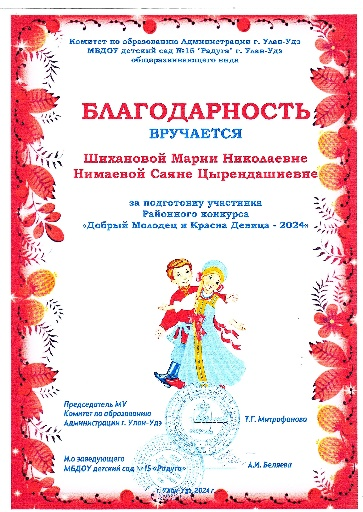 Комитет по образованию Администрации г. Улан-Удэ
МБДОУ детский сад №15 "Радуга" г. Улан-Удэ
общеразвивающего вида
БЛАГОДАРНОСТЬ
ВРУЧАЕТСЯ
Шихановой Марии Николаевне
Нимаевой Саяне Цырендашиевне
за подготовку участника
Районного конкурса
«Добрый Молодец и Красна Девица - 2024«
Председатель МУ
Комитет по образованию
Администрации г. Улан-Удэ
Т.Г. Митрофанова
И.о заведующего
МБДОУ детский сад №15 «Радуга»
А.И. Беляева
г. Улан-Удэ, 2024 г.